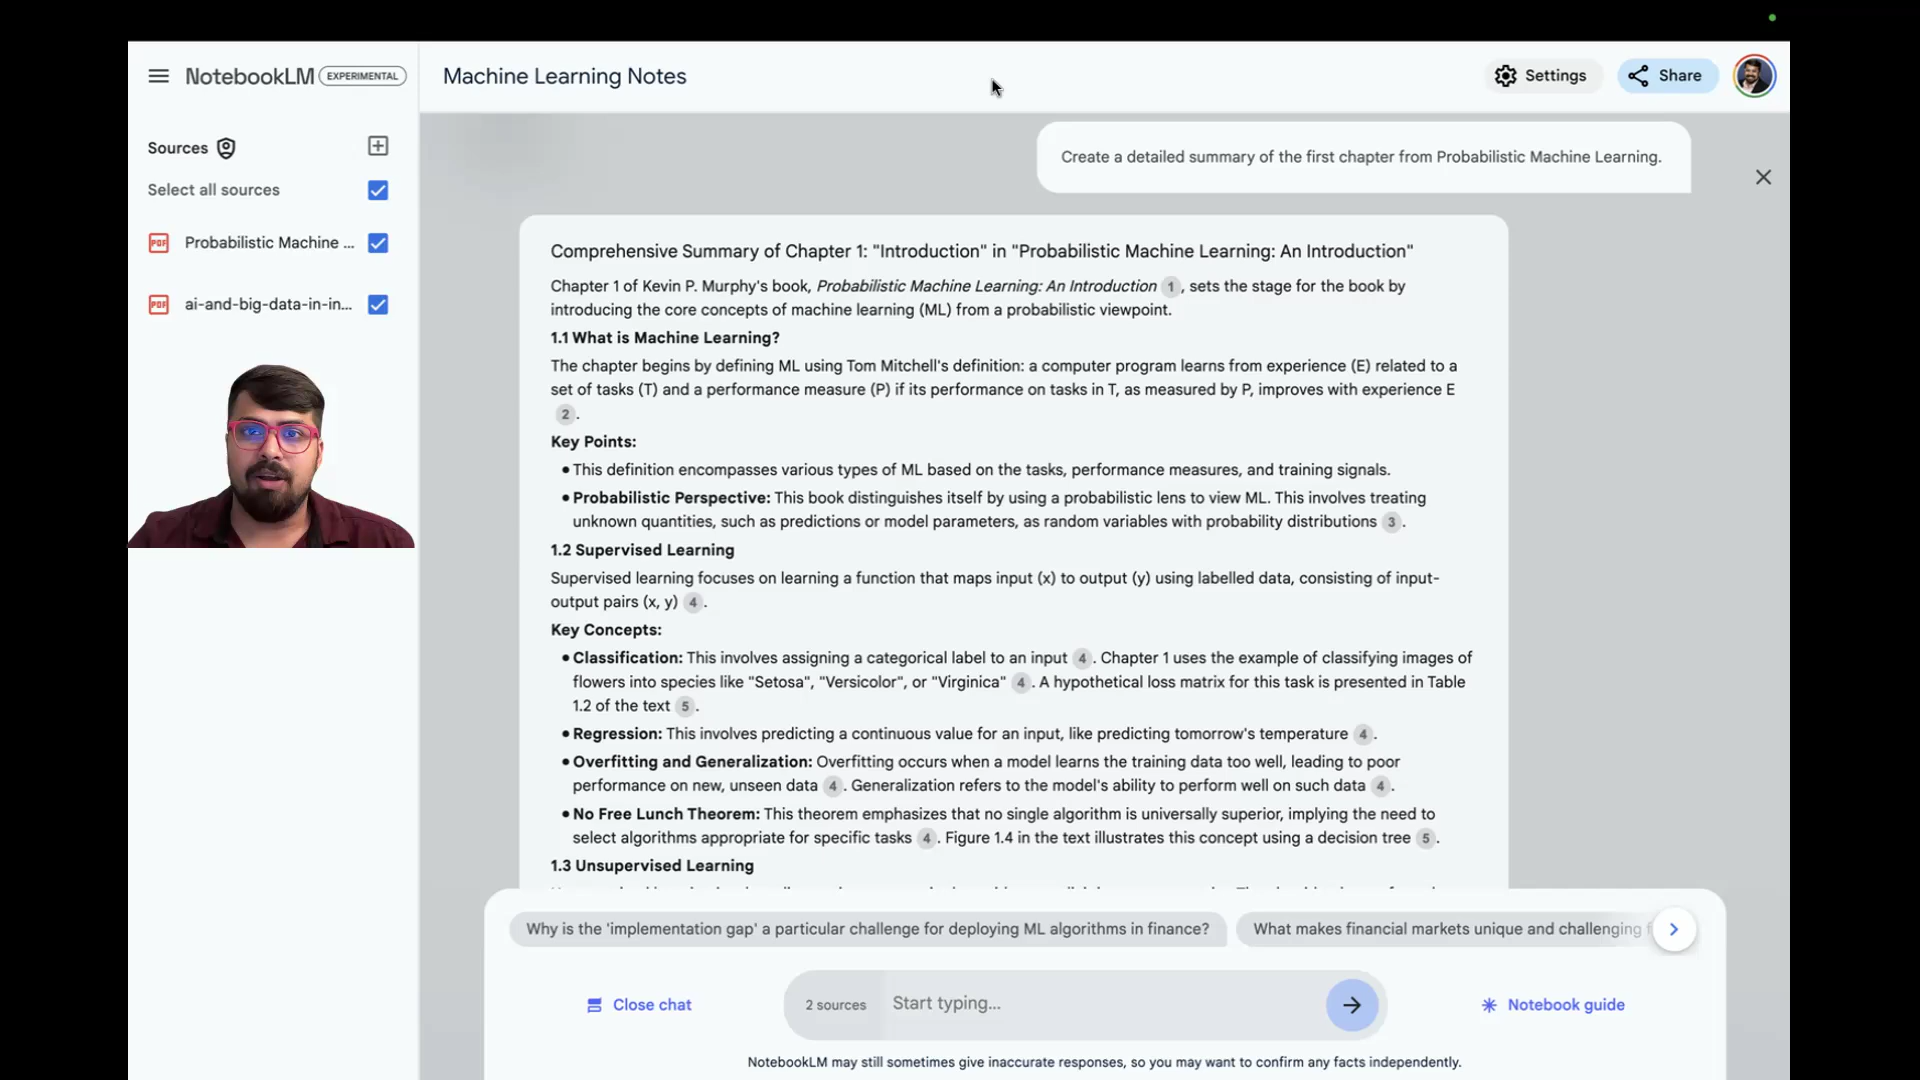 NotebookLM EXPERIMENTAL
Machine Learning Notes
Settings
Share
Sources
Select all sources
PDF Probabilistic Machine ...
PDF ai-and-big-data-in-in...
Create a detailed summary of the first chapter from Probabilistic Machine Learning.
Comprehensive Summary of Chapter 1: "Introduction" in "Probabilistic Machine Learning: An Introduction"
Chapter 1 of Kevin P. Murphy's book, Probabilistic Machine Learning: An Introduction 1 , sets the stage for the book by
introducing the core concepts of machine learning (ML) from a probabilistic viewpoint.
1.1 What is Machine Learning?
The chapter begins by defining ML using Tom Mitchell's definition: a computer program learns from experience (E) related to a
set of tasks (T) and a performance measure (P) if its performance on tasks in T, as measured by P, improves with experience E
2 .
Key Points:
• This definition encompasses various types of ML based on the tasks, performance measures, and training signals.
• Probabilistic Perspective: This book distinguishes itself by using a probabilistic lens to view ML. This involves treating
unknown quantities, such as predictions or model parameters, as random variables with probability distributions 3 .
1.2 Supervised Learning
Supervised learning focuses on learning a function that maps input (x) to output (y) using labelled data, consisting of input-
output pairs (x, y) 4 .
Key Concepts:
• Classification: This involves assigning a categorical label to an input 4 . Chapter 1 uses the example of classifying images of
flowers into species like "Setosa", "Versicolor", or "Virginica" 4 . A hypothetical loss matrix for this task is presented in Table
1.2 of the text 5 .
• Regression: This involves predicting a continuous value for an input, like predicting tomorrow's temperature 4 .
• Overfitting and Generalization: Overfitting occurs when a model learns the training data too well, leading to poor
performance on new, unseen data 4 . Generalization refers to the model's ability to perform well on such data 4 .
• No Free Lunch Theorem: This theorem emphasizes that no single algorithm is universally superior, implying the need to
select algorithms appropriate for specific tasks 4 . Figure 1.4 in the text illustrates this concept using a decision tree 5 .
1.3 Unsupervised Learning
Why is the 'implementation gap' a particular challenge for deploying ML algorithms in finance?
What makes financial markets unique and challenging
Close chat
2 sources
Start typing...
Notebook guide
NotebookLM may still sometimes give inaccurate responses, so you may want to confirm any facts independently.